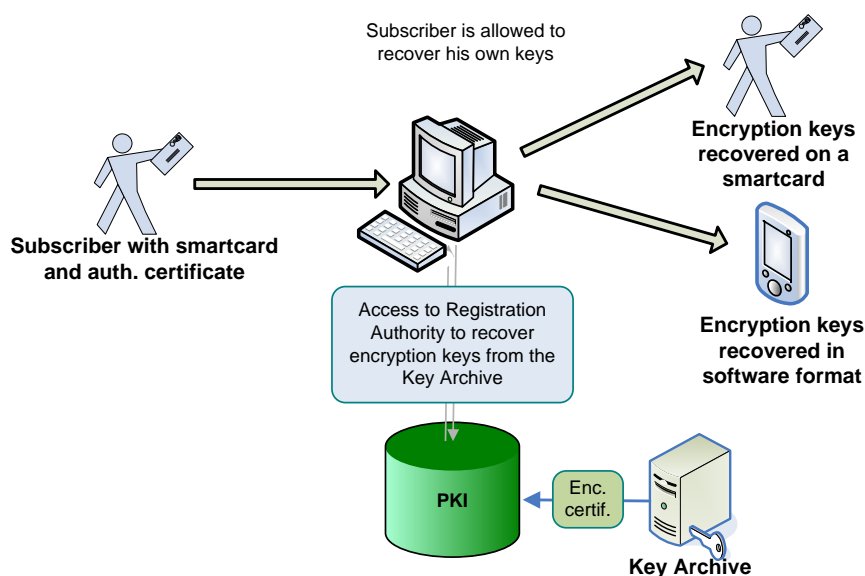 Subscriber is allowed to
recover his own keys
Encryption keys
recovered on a
smartcard
Subscriber with smartcard
and auth. certificate
Access to Registration
Authority to recover
encryption keys from the
Key Archive
Encryption keys
recovered in
software format
PKI
Enc.
certif.
Key Archive